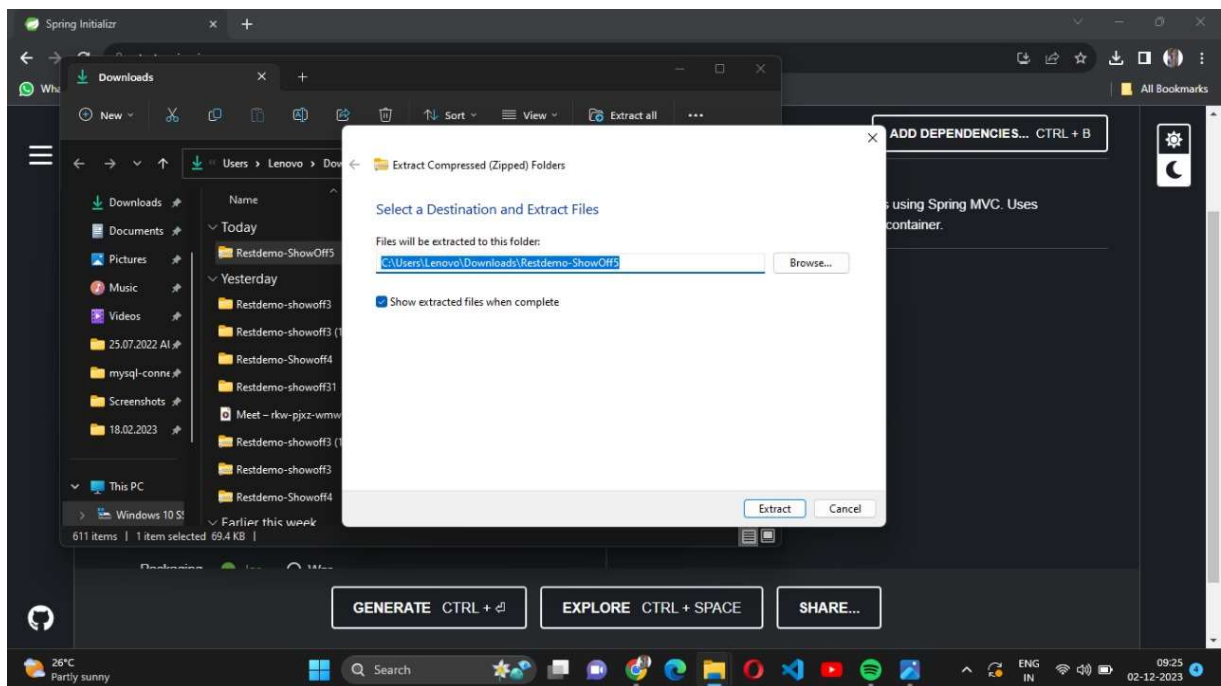 Spring Initializr
Downloads
All Bookmarks
New
Sort
View
Extract all
ADD DEPENDENCIES... CTRL + B
Users > Lenovo >
Extract Compressed (Zipped) Folders
Select a Destination and Extract Files
Files will be extracted to this folder:
C:\Users\Lenovo\Downloads\Restdemo-ShowOff5
Browse...
Show extracted files when complete
Extract
Cancel
using Spring MVC. Uses
container.
Downloads
Documents
Pictures
Music
Videos
25.07.2022
Screenshots
18.02.2023
This PC
Windows 10
Name
Today
Restdemo-ShowOff5
Yesterday
Restdemo-showoff3
Restdemo-showoff3 (1
Restdemo-Showoff4
Restdemo-showoff31
Meet – rkw-pjxz-wmw
Restdemo-showoff3 (1
Restdemo-showoff3
Restdemo-Showoff4
Earlier this week
611 items | 1 item selected 69.4 KB |
GENERATE CTRL +
EXPLORE CTRL + SPACE
SHARE...
26°C
Partly sunny
Search
ENG
IN
09:25
02-12-2023
4